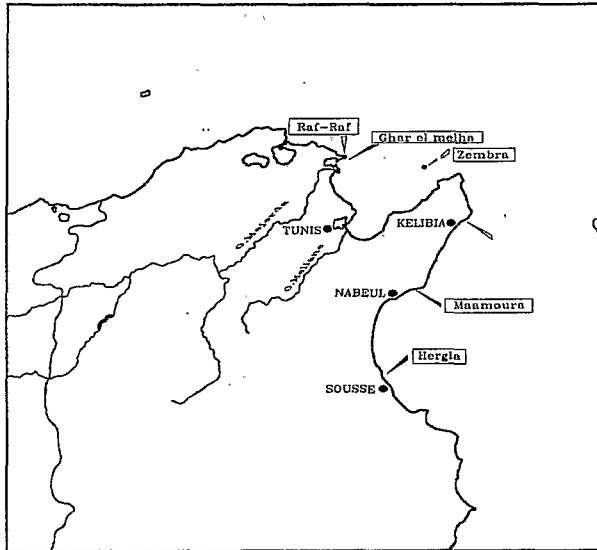 Raf-Raf
Ghar el melha
Zembra
TUNIS
KELIBIA
NABEUL
Maamoura
Hergla
SOUSSE